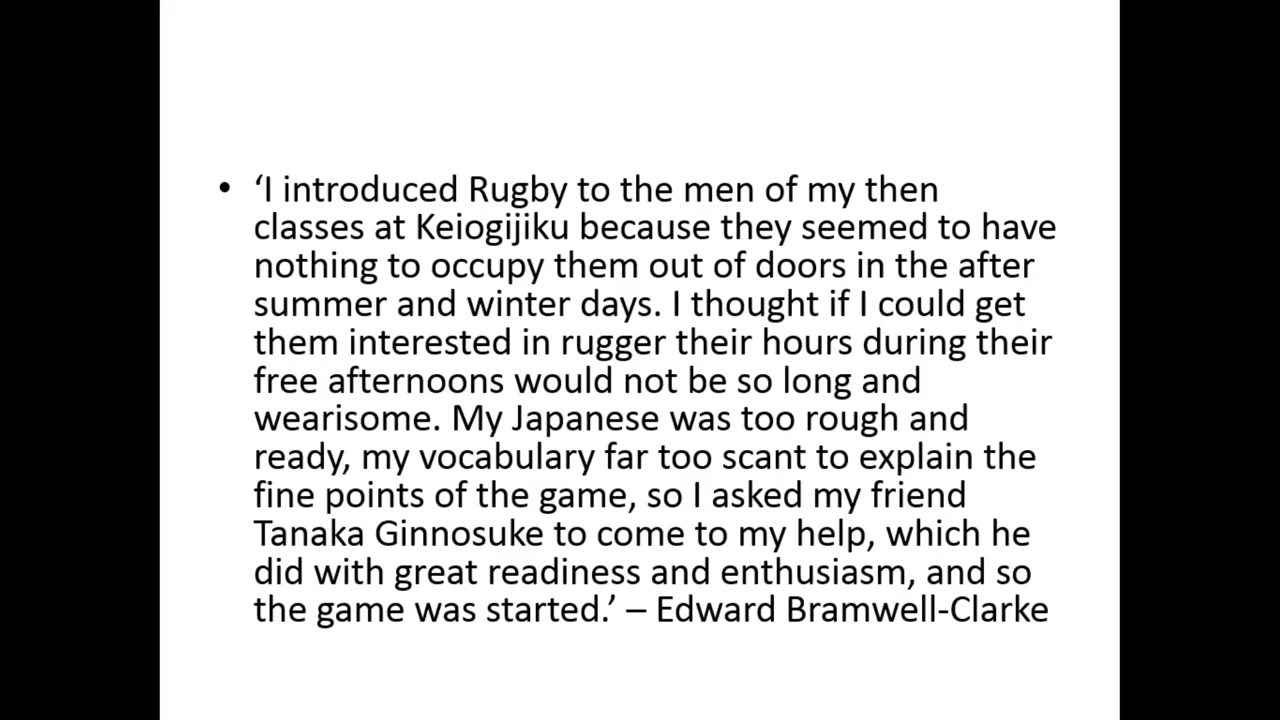 • ‘I introduced Rugby to the men of my then
classes at Keiogijiku because they seemed to have
nothing to occupy them out of doors in the after
summer and winter days. I thought if I could get
them interested in rugger their hours during their
free afternoons would not be so long and
wearisome. My Japanese was too rough and
ready, my vocabulary far too scant to explain the
fine points of the game, so I asked my friend
Tanaka Ginnosuke to come to my help, which he
did with great readiness and enthusiasm, and so
the game was started.’ – Edward Bramwell-Clarke